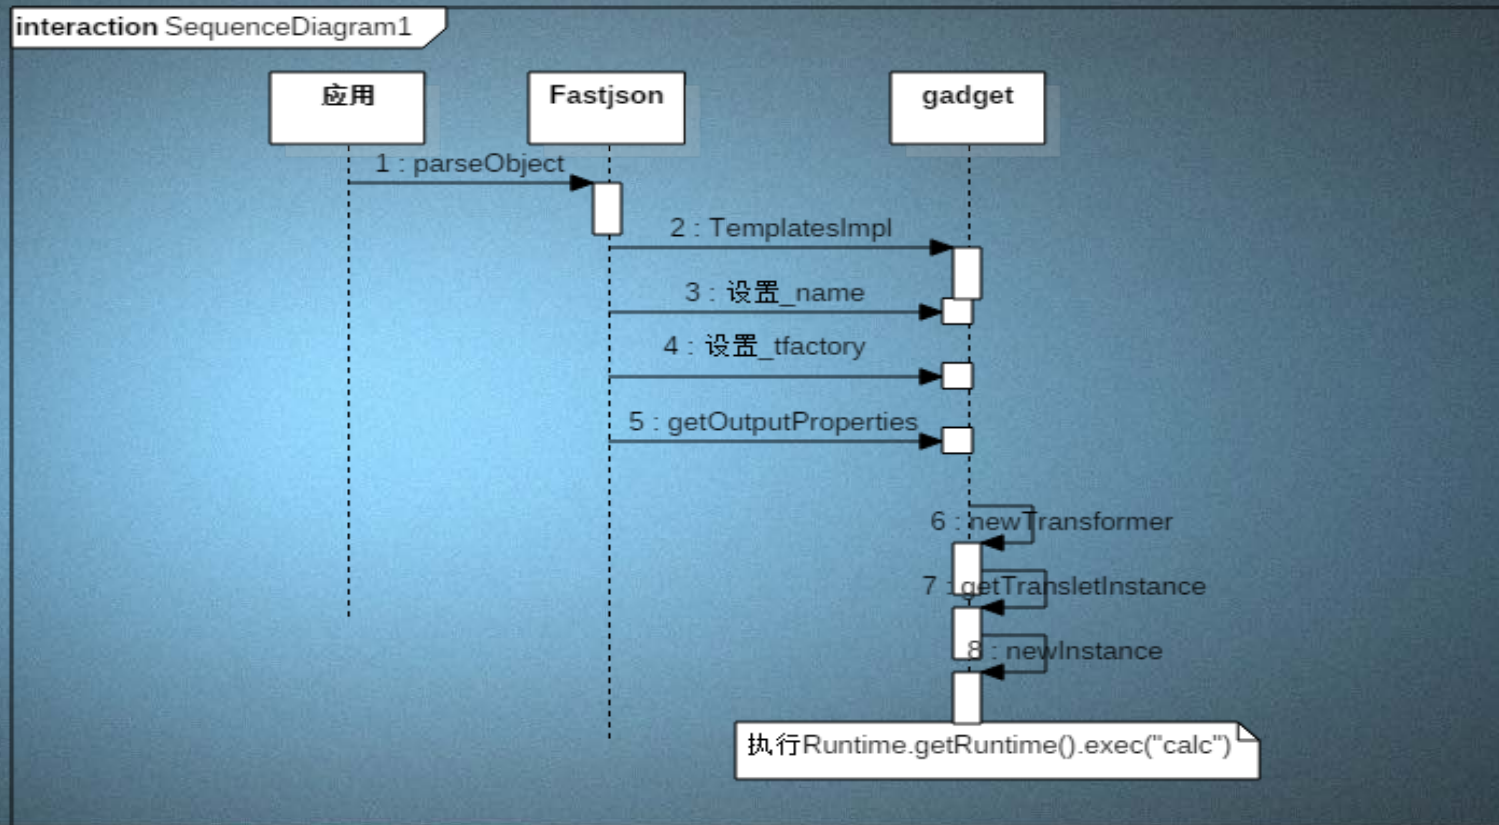 interaction SequenceDiagram1
应用
Fastjson
gadget
1 : parseObject
2 : TemplatesImpl
3 : 设置_name
4 : 设置_tfactory
5 : getOutputProperties
6 : newTransformer
7 : getTransletInstance
8 : newInstance
执行Runtime.getRuntime().exec("calc")